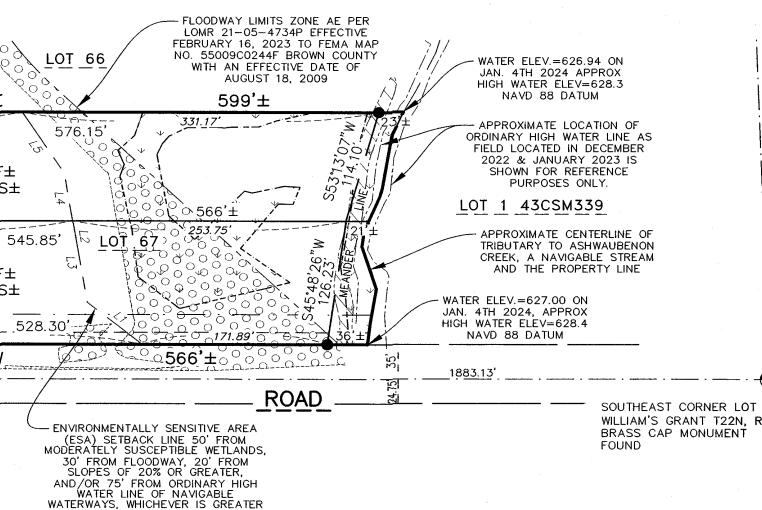 FLOODWAY LIMITS ZONE AE PER
LOMR 21-05-4734P EFFECTIVE
FEBRUARY 16, 2023 TO FEMA MAP
NO. 55009C0244F BROWN COUNTY
WITH AN EFFECTIVE DATE OF
AUGUST 18, 2009
LOT 66
WATER ELEV.=626.94 ON
JAN. 4TH 2024 APPROX
HIGH WATER ELEV=628.3
NAVD 88 DATUM
599'±
576.15'
331.17'
23'±
L5
S53°13'07"W
114.10'
APPROXIMATE LOCATION OF
ORDINARY HIGH WATER LINE AS
FIELD LOCATED IN DECEMBER
2022 & JANUARY 2023 IS
SHOWN FOR REFERENCE
PURPOSES ONLY.
F±
S±
L4
LOT 1 43CSM339
566'±
253.75'
21'±
545.85'
L2
LOT 67
L3
APPROXIMATE CENTERLINE OF
TRIBUTARY TO ASHWAUBENON
CREEK, A NAVIGABLE STREAM
AND THE PROPERTY LINE
S45°48'26"W
126.23'
MEANDER LINE
F±
S±
WATER ELEV.=627.00 ON
JAN. 4TH 2024, APPROX
HIGH WATER ELEV=628.4
NAVD 88 DATUM
528.30'
171.89'
36'±
566'±
35'
1883.13'
24.75'
ROAD
SOUTHEAST CORNER LOT
WILLIAM'S GRANT T22N, R
BRASS CAP MONUMENT
FOUND
ENVIRONMENTALLY SENSITIVE AREA
(ESA) SETBACK LINE 50' FROM
MODERATELY SUSCEPTIBLE WETLANDS,
30' FROM FLOODWAY, 20' FROM
SLOPES OF 20% OR GREATER,
AND/OR 75' FROM ORDINARY HIGH
WATER LINE OF NAVIGABLE
WATERWAYS, WHICHEVER IS GREATER